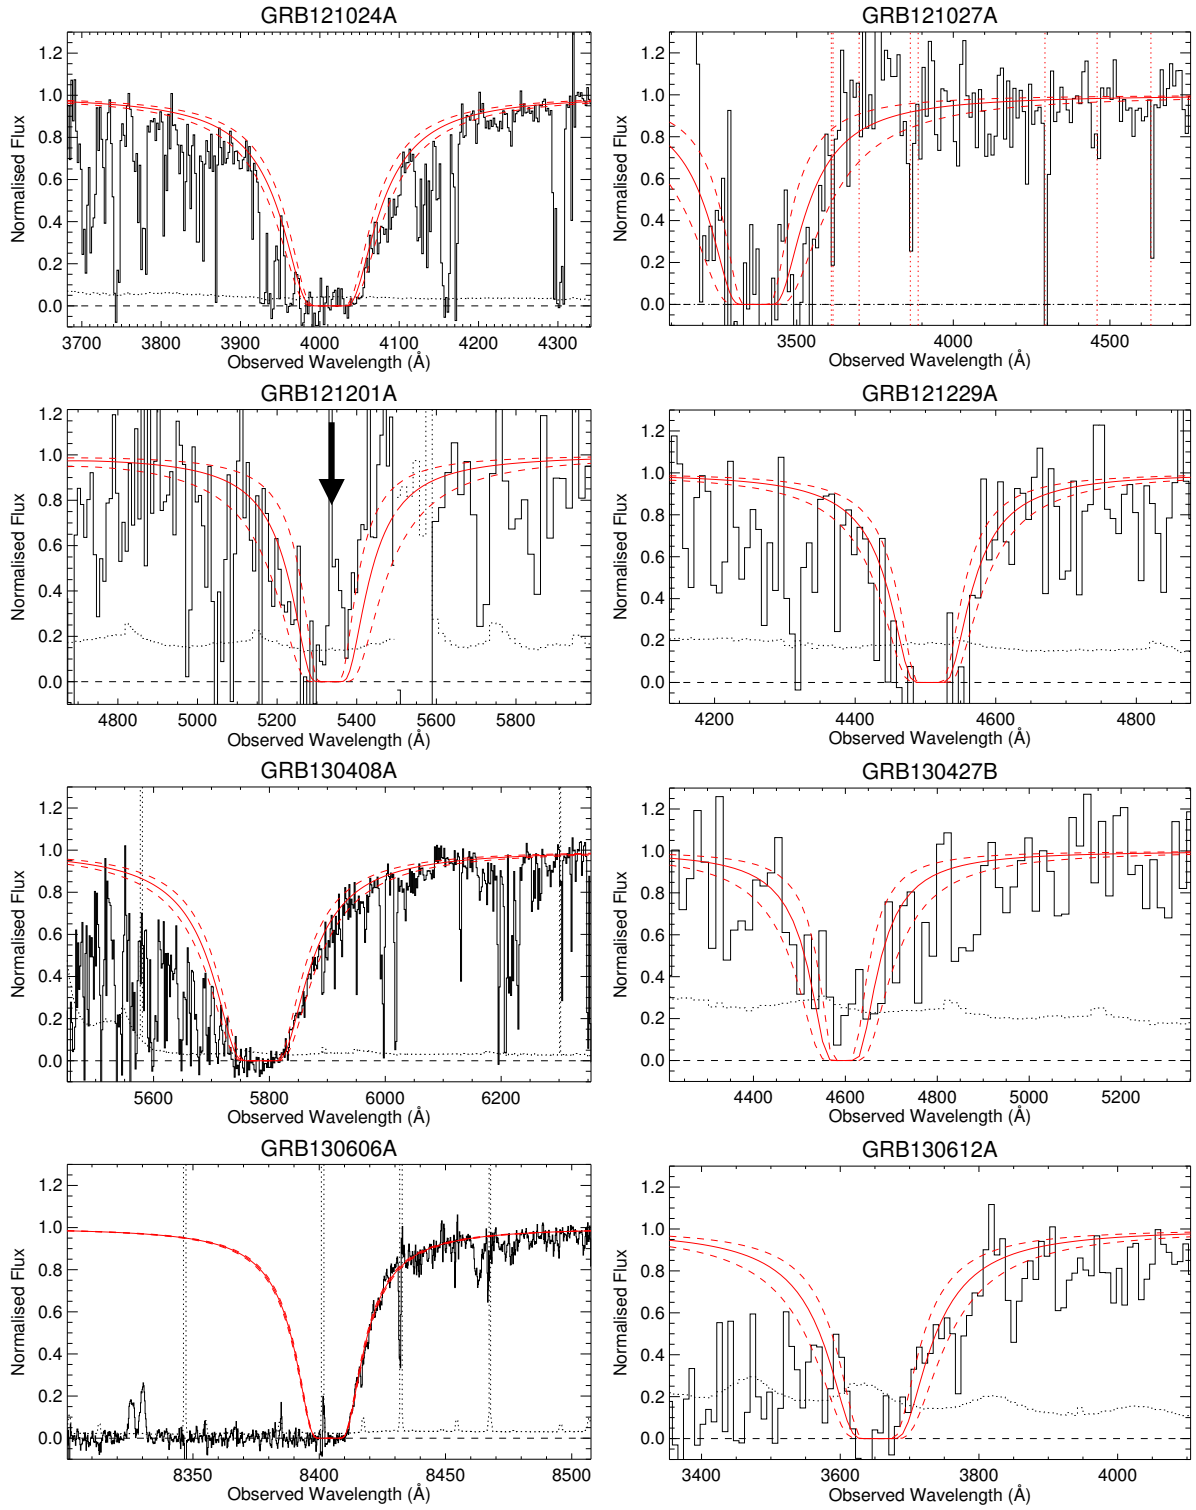 GRB121024A
1.2
1.0
0.8
0.6
0.4
0.2
0.0
Normalised Flux
3700 3800 3900 4000 4100 4200 4300
Observed Wavelength (Å)
GRB121027A
1.2
1.0
0.8
0.6
0.4
0.2
0.0
Normalised Flux
3500 4000 4500
Observed Wavelength (Å)
GRB121201A
1.2
1.0
0.8
0.6
0.4
0.2
0.0
Normalised Flux
4800 5000 5200 5400 5600 5800
Observed Wavelength (Å)
GRB121229A
1.2
1.0
0.8
0.6
0.4
0.2
0.0
Normalised Flux
4200 4400 4600 4800
Observed Wavelength (Å)
GRB130408A
1.2
1.0
0.8
0.6
0.4
0.2
0.0
Normalised Flux
5600 5800 6000 6200
Observed Wavelength (Å)
GRB130427B
1.2
1.0
0.8
0.6
0.4
0.2
0.0
Normalised Flux
4400 4600 4800 5000 5200
Observed Wavelength (Å)
GRB130606A
1.2
1.0
0.8
0.6
0.4
0.2
0.0
Normalised Flux
8350 8400 8450 8500
Observed Wavelength (Å)
GRB130612A
1.2
1.0
0.8
0.6
0.4
0.2
0.0
Normalised Flux
3400 3600 3800 4000
Observed Wavelength (Å)